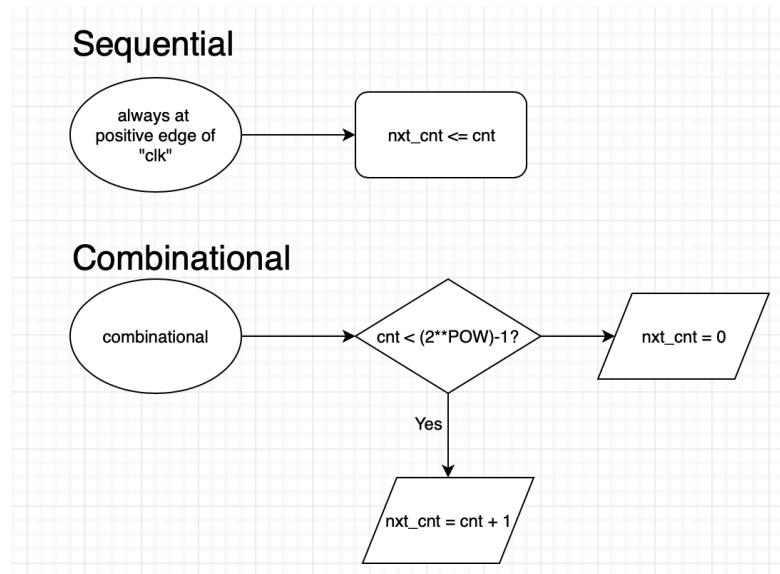 Sequential
always at
positive edge of
"clk"
nxt_cnt <= cnt
Combinational
combinational
cnt < (2**POW)-1?
nxt_cnt = 0
Yes
nxt_cnt = cnt + 1